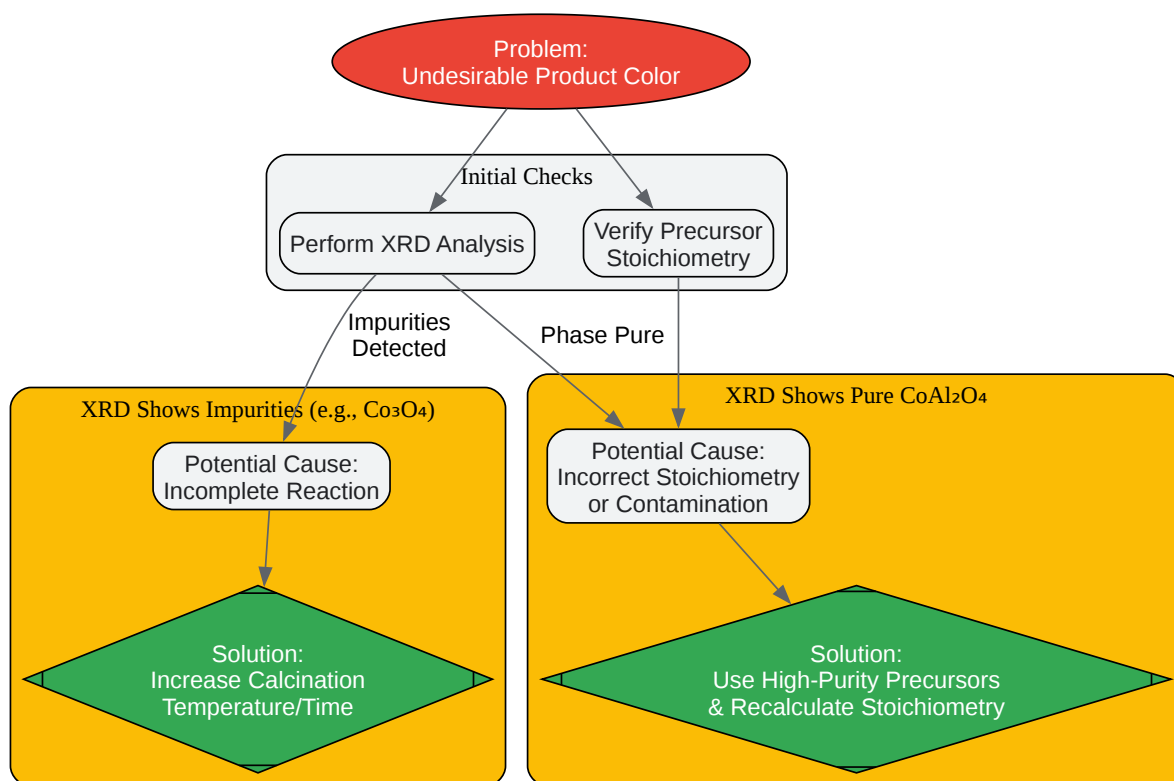 Problem:
Undesirable Product Color
Initial Checks
Perform XRD Analysis
Verify Precursor
Stoichiometry
Impurities
Detected
Phase Pure
XRD Shows Impurities (e.g., Co₃O₄)
Potential Cause:
Incomplete Reaction
Solution:
Increase Calcination
Temperature/Time
XRD Shows Pure CoAl₂O₄
Potential Cause:
Incorrect Stoichiometry
or Contamination
Solution:
Use High-Purity Precursors
& Recalculate Stoichiometry